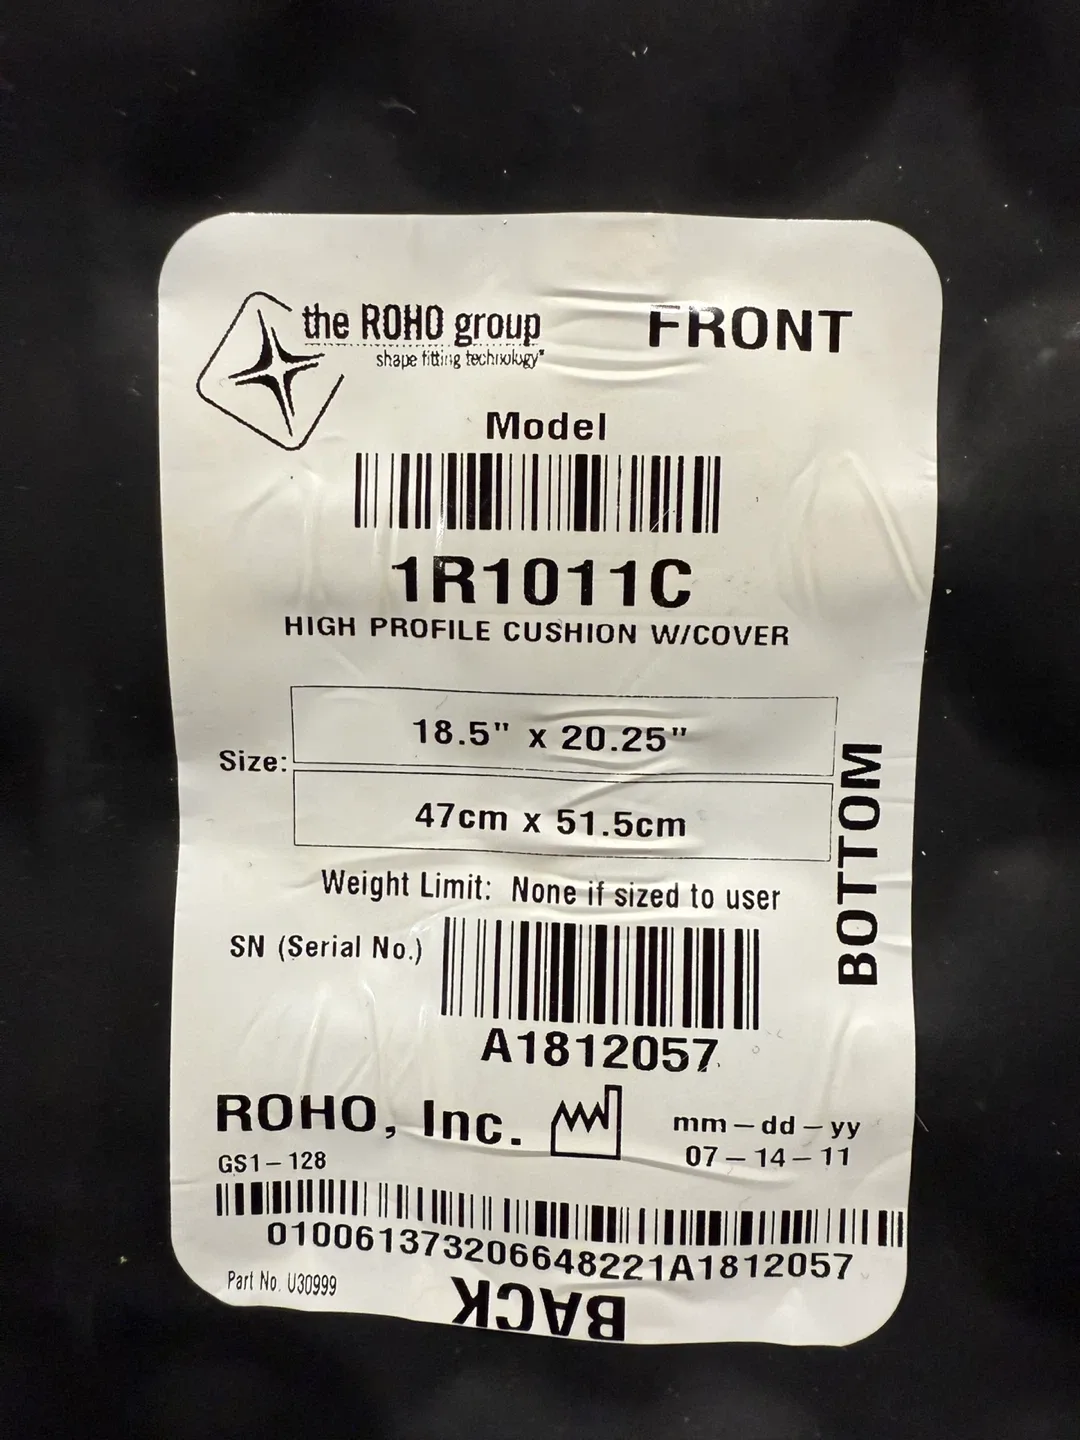 the ROHO group FRONT
shape fitting technology®
Model
1R1011C
HIGH PROFILE CUSHION W/COVER
18.5" x 20.25"
Size:
47cm x 51.5cm
BOTTOM
Weight Limit: None if sized to user
SN (Serial No.)
A1812057
ROHO, Inc. mm-dd-yy
07-14-11
GS1-128
010061373206648221A1812057
Part No. U30999
BACK